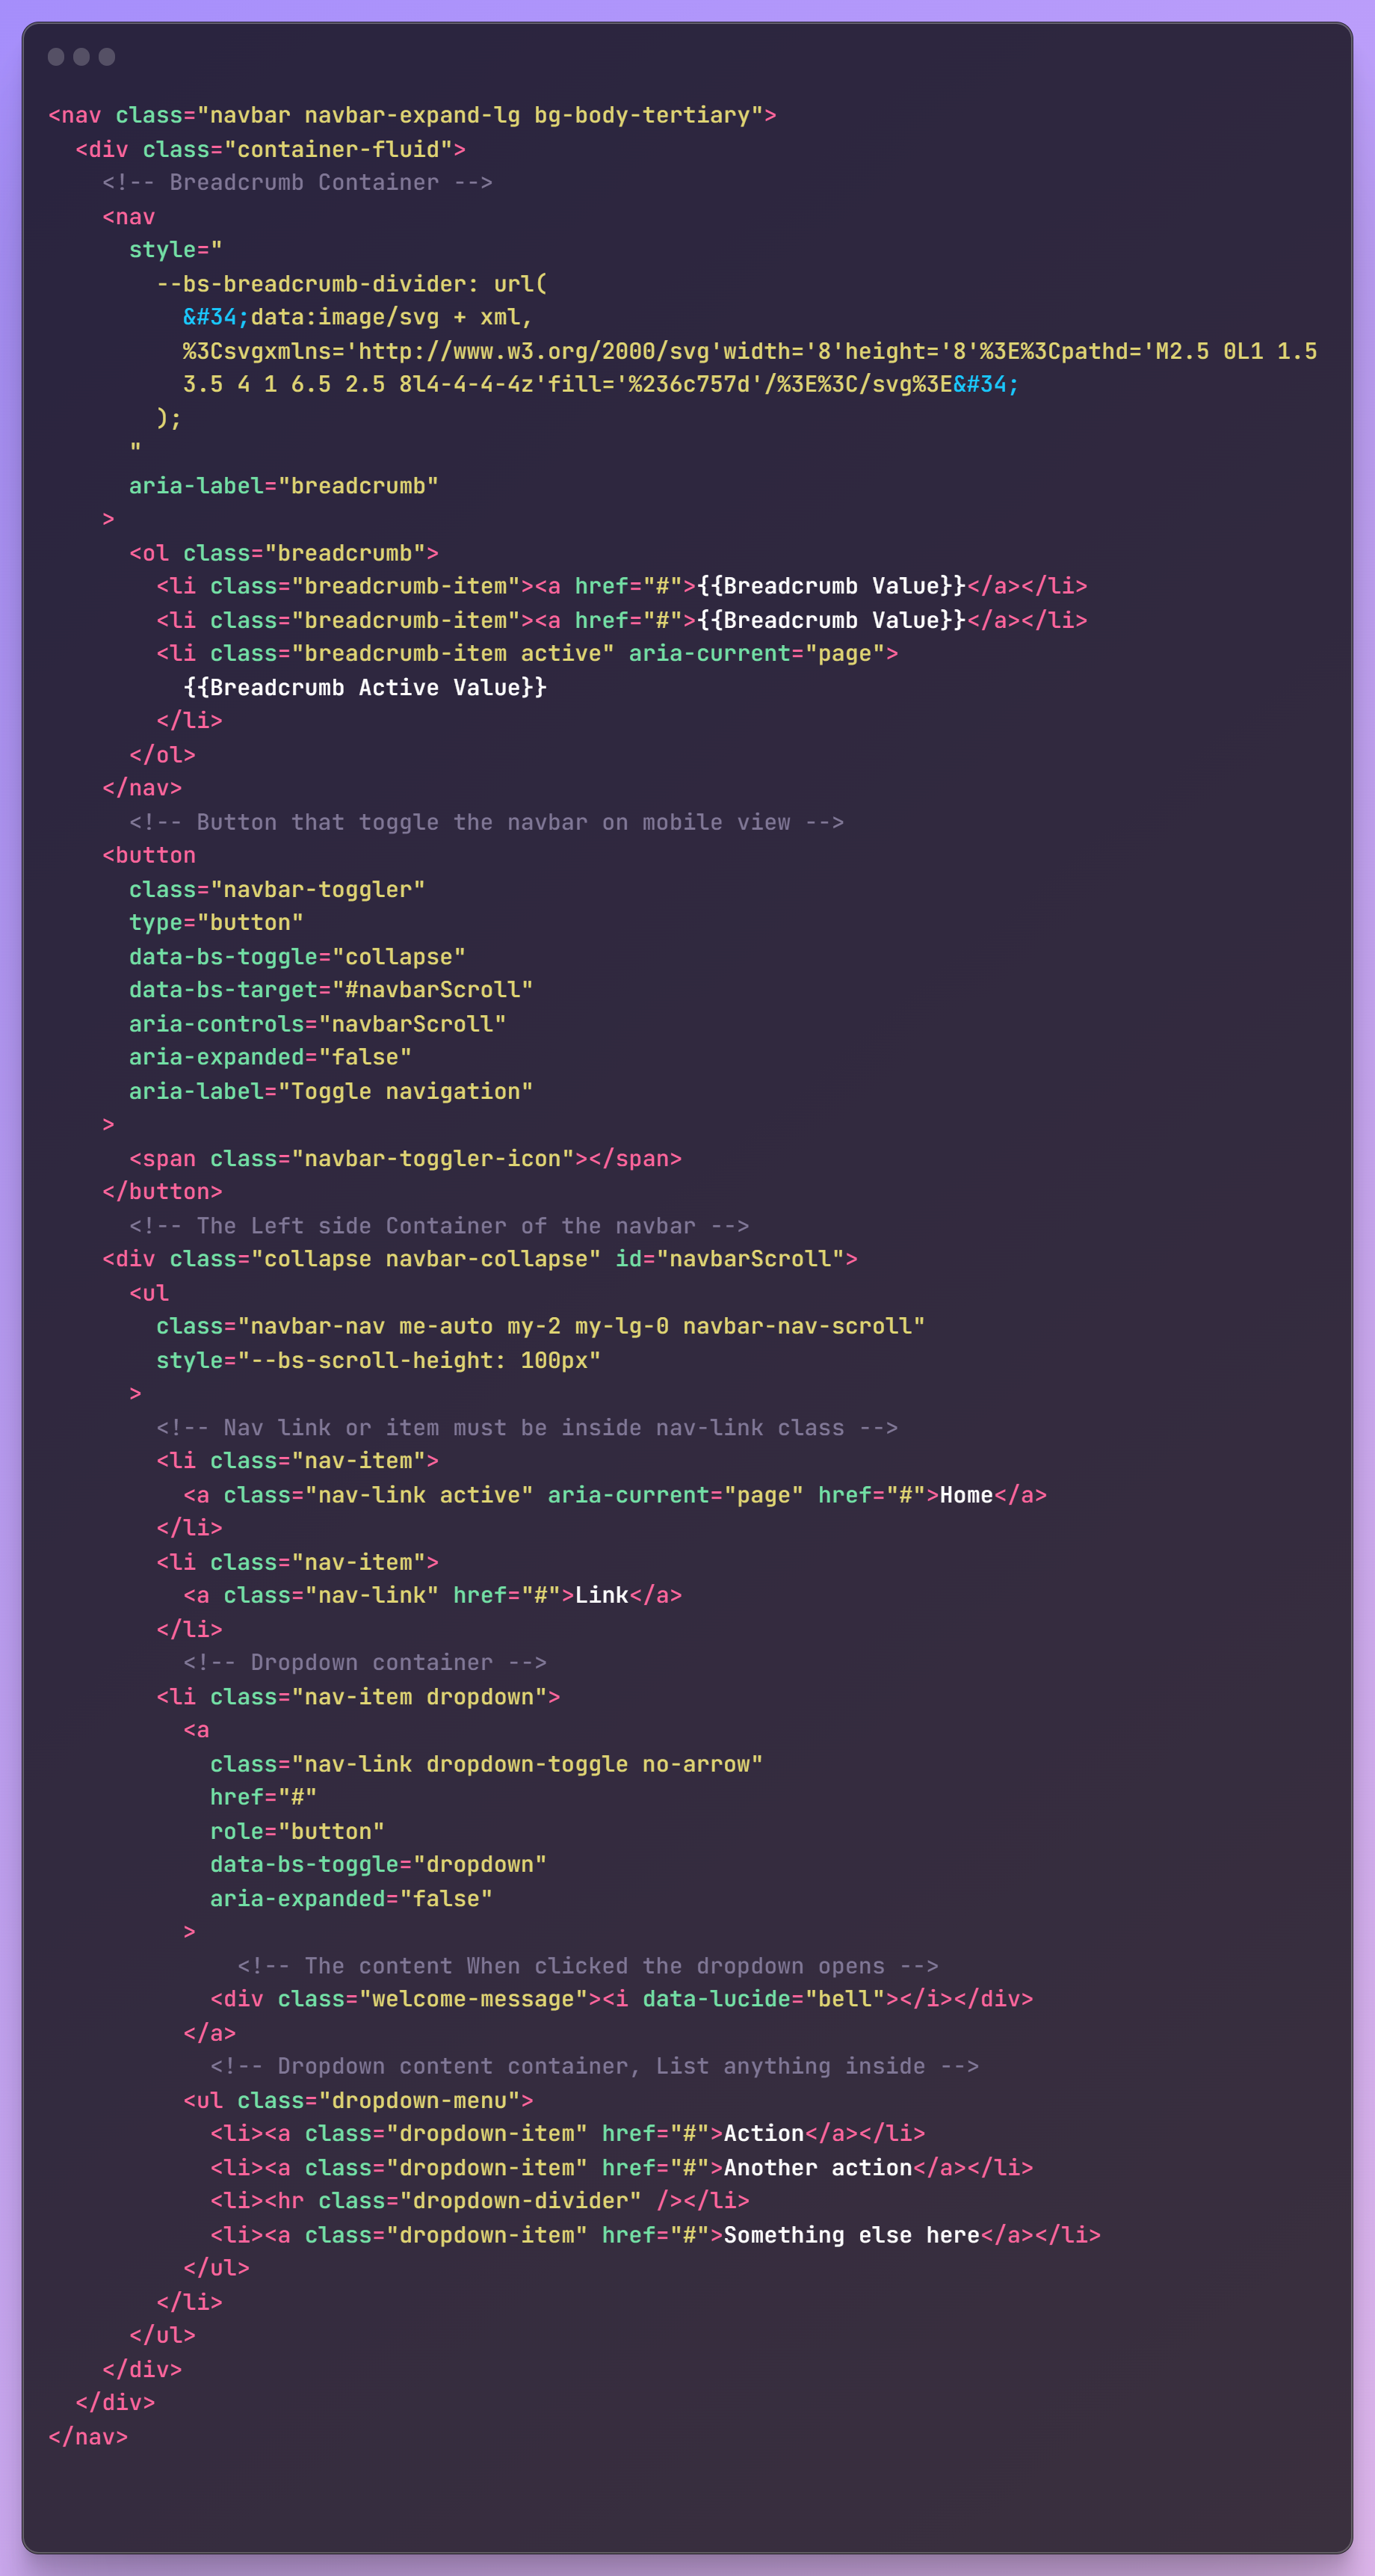 <nav class="navbar navbar-expand-lg bg-body-tertiary">
  <div class="container-fluid">
    <!-- Breadcrumb Container -->
    <nav
      style="
        --bs-breadcrumb-divider: url(
          &#34;data:image/svg + xml,
          %3Csvgxmlns='http://www.w3.org/2000/svg'width='8'height='8'%3E%3Cpathd='M2.5 0L1 1.5
          3.5 4 1 6.5 2.5 8l4-4-4-4z'fill='%236c757d'/%3E%3C/svg%3E&#34;
        );
      "
      aria-label="breadcrumb"
    >
      <ol class="breadcrumb">
        <li class="breadcrumb-item"><a href="#">{{Breadcrumb Value}}</a></li>
        <li class="breadcrumb-item"><a href="#">{{Breadcrumb Value}}</a></li>
        <li class="breadcrumb-item active" aria-current="page">
          {{Breadcrumb Active Value}}
        </li>
      </ol>
    </nav>
      <!-- Button that toggle the navbar on mobile view -->
    <button
      class="navbar-toggler"
      type="button"
      data-bs-toggle="collapse"
      data-bs-target="#navbarScroll"
      aria-controls="navbarScroll"
      aria-expanded="false"
      aria-label="Toggle navigation"
    >
      <span class="navbar-toggler-icon"></span>
    </button>
      <!-- The Left side Container of the navbar -->
    <div class="collapse navbar-collapse" id="navbarScroll">
      <ul
        class="navbar-nav me-auto my-2 my-lg-0 navbar-nav-scroll"
        style="--bs-scroll-height: 100px"
      >
        <!-- Nav link or item must be inside nav-link class -->
        <li class="nav-item">
          <a class="nav-link active" aria-current="page" href="#">Home</a>
        </li>
        <li class="nav-item">
          <a class="nav-link" href="#">Link</a>
        </li>
          <!-- Dropdown container -->
        <li class="nav-item dropdown">
          <a
            class="nav-link dropdown-toggle no-arrow"
            href="#"
            role="button"
            data-bs-toggle="dropdown"
            aria-expanded="false"
          >
              <!-- The content When clicked the dropdown opens -->
            <div class="welcome-message"><i data-lucide="bell"></i></div>
          </a>
            <!-- Dropdown content container, List anything inside -->
          <ul class="dropdown-menu">
            <li><a class="dropdown-item" href="#">Action</a></li>
            <li><a class="dropdown-item" href="#">Another action</a></li>
            <li><hr class="dropdown-divider" /></li>
            <li><a class="dropdown-item" href="#">Something else here</a></li>
          </ul>
        </li>
      </ul>
    </div>
  </div>
</nav>